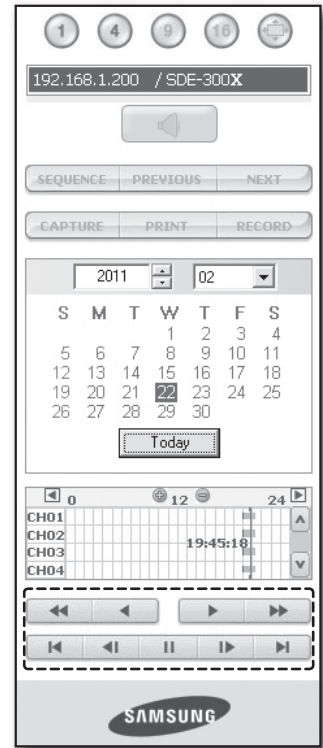 1 4 9 16
192.168.1.200 / SDE-300X
SEQUENCE PREVIOUS NEXT
CAPTURE PRINT RECORD
2011 02
S M T W T F S
1 2 3 4
5 6 7 8 9 10 11
12 13 14 15 16 17 18
19 20 21 22 23 24 25
26 27 28 29 30
Today
0 12 24
CH01
CH02
19:45:18
CH03
CH04
SAMSUNG